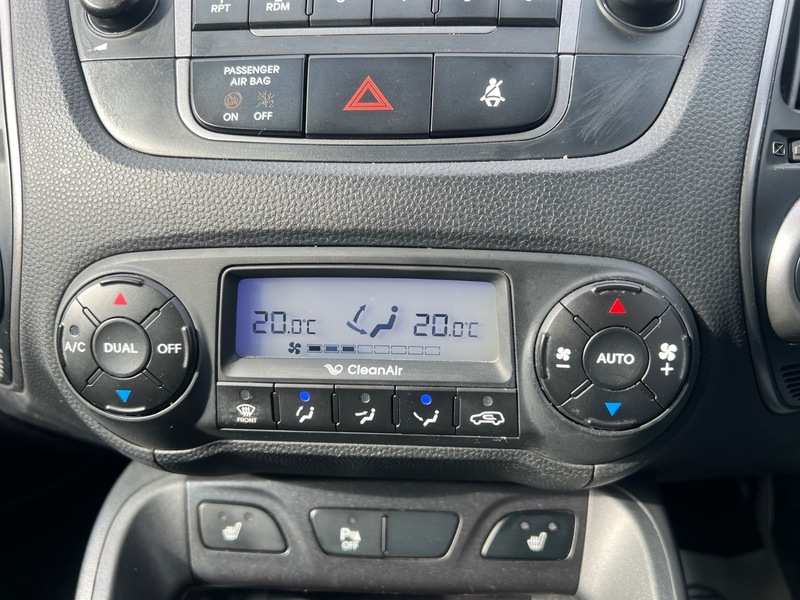 RPT
RDM
PASSENGER
AIR BAG
ON OFF
20.0°C 20.0°C
CleanAir
A/C DUAL OFF
AUTO
- +
FRONT
P
OFF